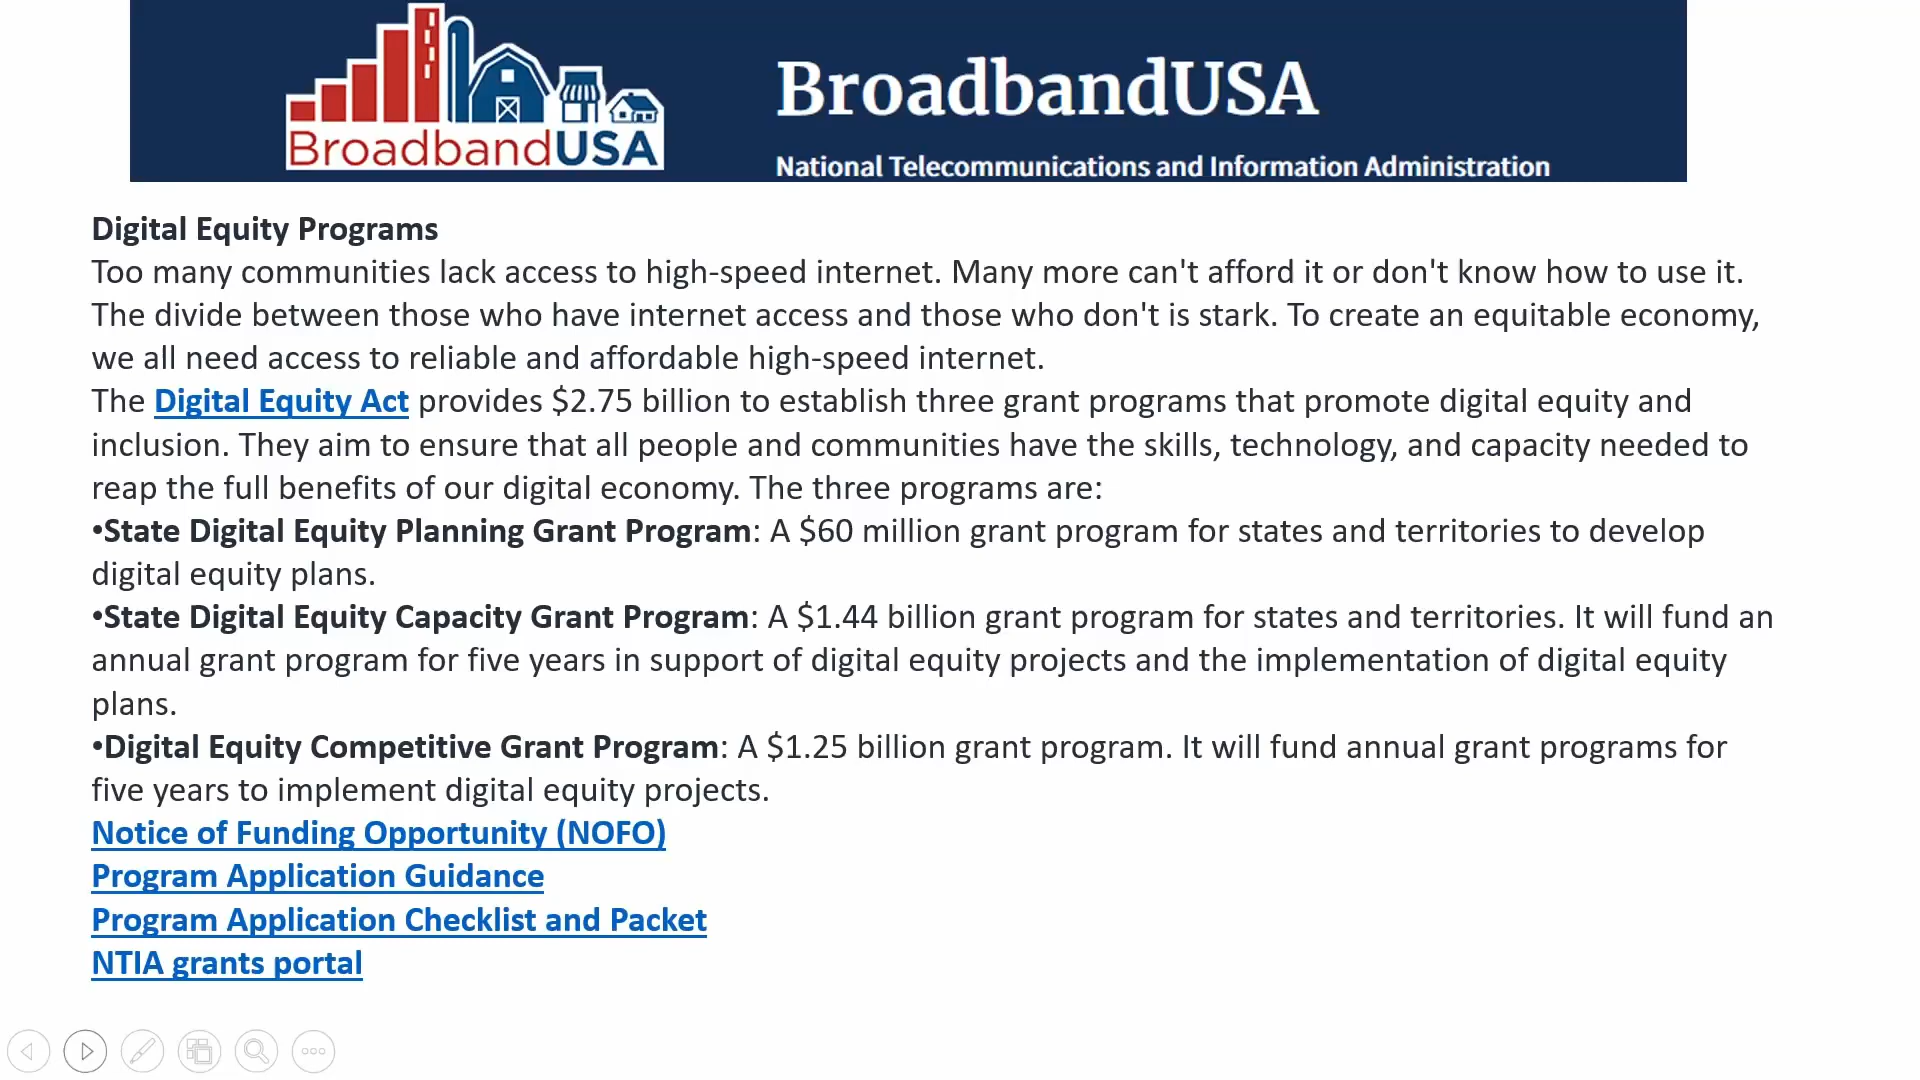 BroadbandUSA
BroadbandUSA
National Telecommunications and Information Administration
Digital Equity Programs
Too many communities lack access to high-speed internet. Many more can't afford it or don't know how to use it.
The divide between those who have internet access and those who don't is stark. To create an equitable economy,
we all need access to reliable and affordable high-speed internet.
The Digital Equity Act provides $2.75 billion to establish three grant programs that promote digital equity and
inclusion. They aim to ensure that all people and communities have the skills, technology, and capacity needed to
reap the full benefits of our digital economy. The three programs are:
•State Digital Equity Planning Grant Program: A $60 million grant program for states and territories to develop
digital equity plans.
•State Digital Equity Capacity Grant Program: A $1.44 billion grant program for states and territories. It will fund an
annual grant program for five years in support of digital equity projects and the implementation of digital equity
plans.
•Digital Equity Competitive Grant Program: A $1.25 billion grant program. It will fund annual grant programs for
five years to implement digital equity projects.
Notice of Funding Opportunity (NOFO)
Program Application Guidance
Program Application Checklist and Packet
NTIA grants portal